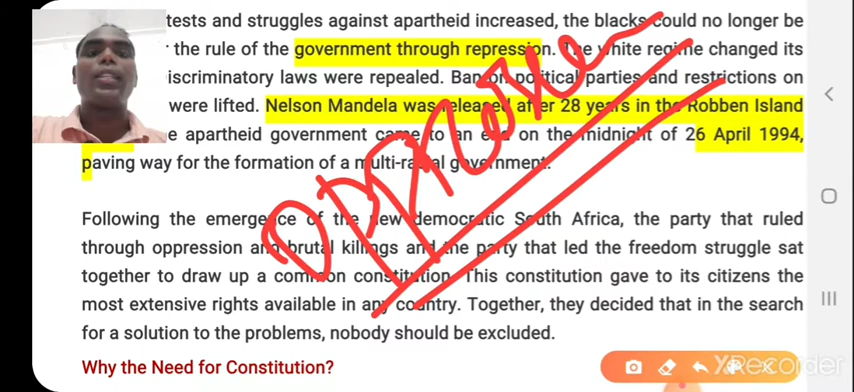 tests and struggles against apartheid increased, the blacks could no longer be
the rule of the government through repression. The white regime changed its
discriminatory laws were repealed. Ban on political parties and restrictions on
were lifted. Nelson Mandela was released after 28 years in the Robben Island
apartheid government came to an end on the midnight of 26 April 1994,
paving way for the formation of a multi-racial government.
Following the emergence of the new democratic South Africa, the party that ruled
through oppression and brutal killings and the party that led the freedom struggle sat
together to draw up a common constitution. This constitution gave to its citizens the
most extensive rights available in any country. Together, they decided that in the search
for a solution to the problems, nobody should be excluded.
Why the Need for Constitution?
XRecorder